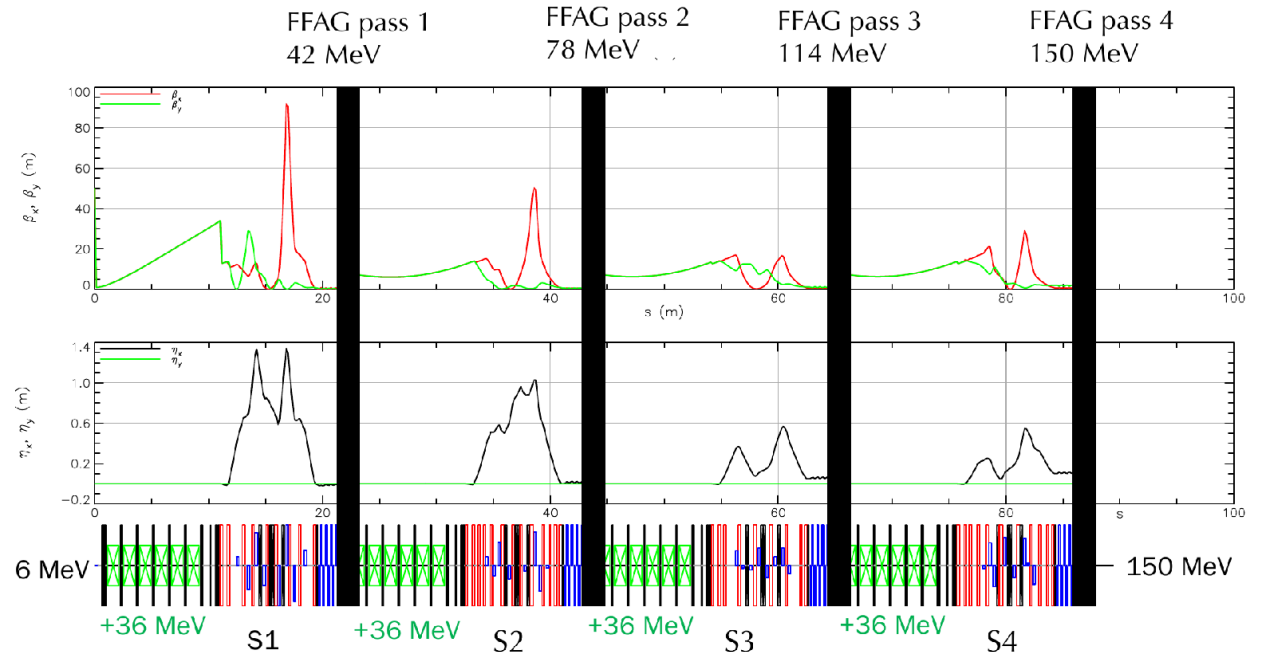 FFAG pass 1
42 MeV
FFAG pass 2
78 MeV
FFAG pass 3
114 MeV
FFAG pass 4
150 MeV
βx
βy
100
80
60
40
20
0
βx, βy (m)
0
20
40
60
80
100
s (m)
ηx
ηy
1.4
1.0
0.6
0.2
−0.2
ηx, ηy (m)
0
20
40
60
80
s
100
6 MeV
150 MeV
+36 MeV
S1
+36 MeV
S2
+36 MeV
S3
+36 MeV
S4